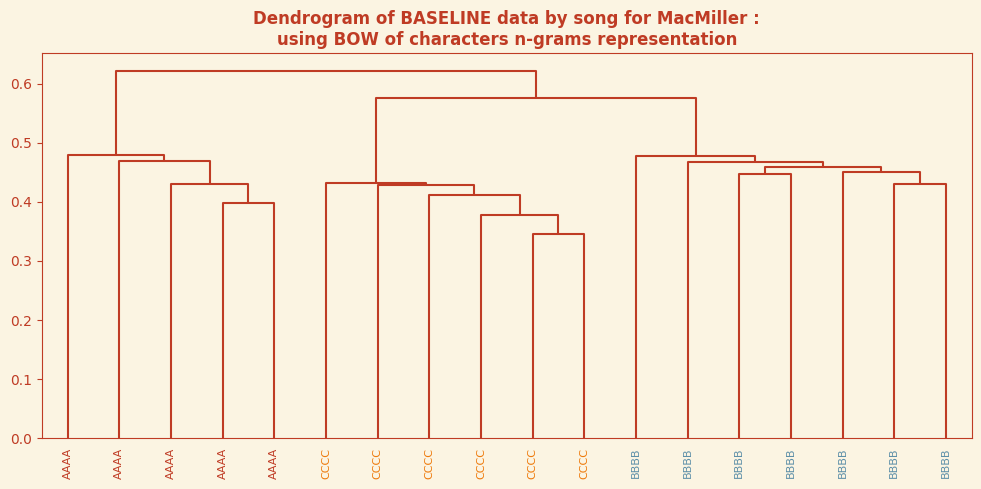 Dendrogram of BASELINE data by song for MacMiller :
using BOW of characters n-grams representation
0.6
0.5
0.4
0.3
0.2
0.1
0.0
AAAA AAAA AAAA AAAA AAAA CCCC CCCC CCCC CCCC CCCC CCCC BBBB BBBB BBBB BBBB BBBB BBBB BBBB